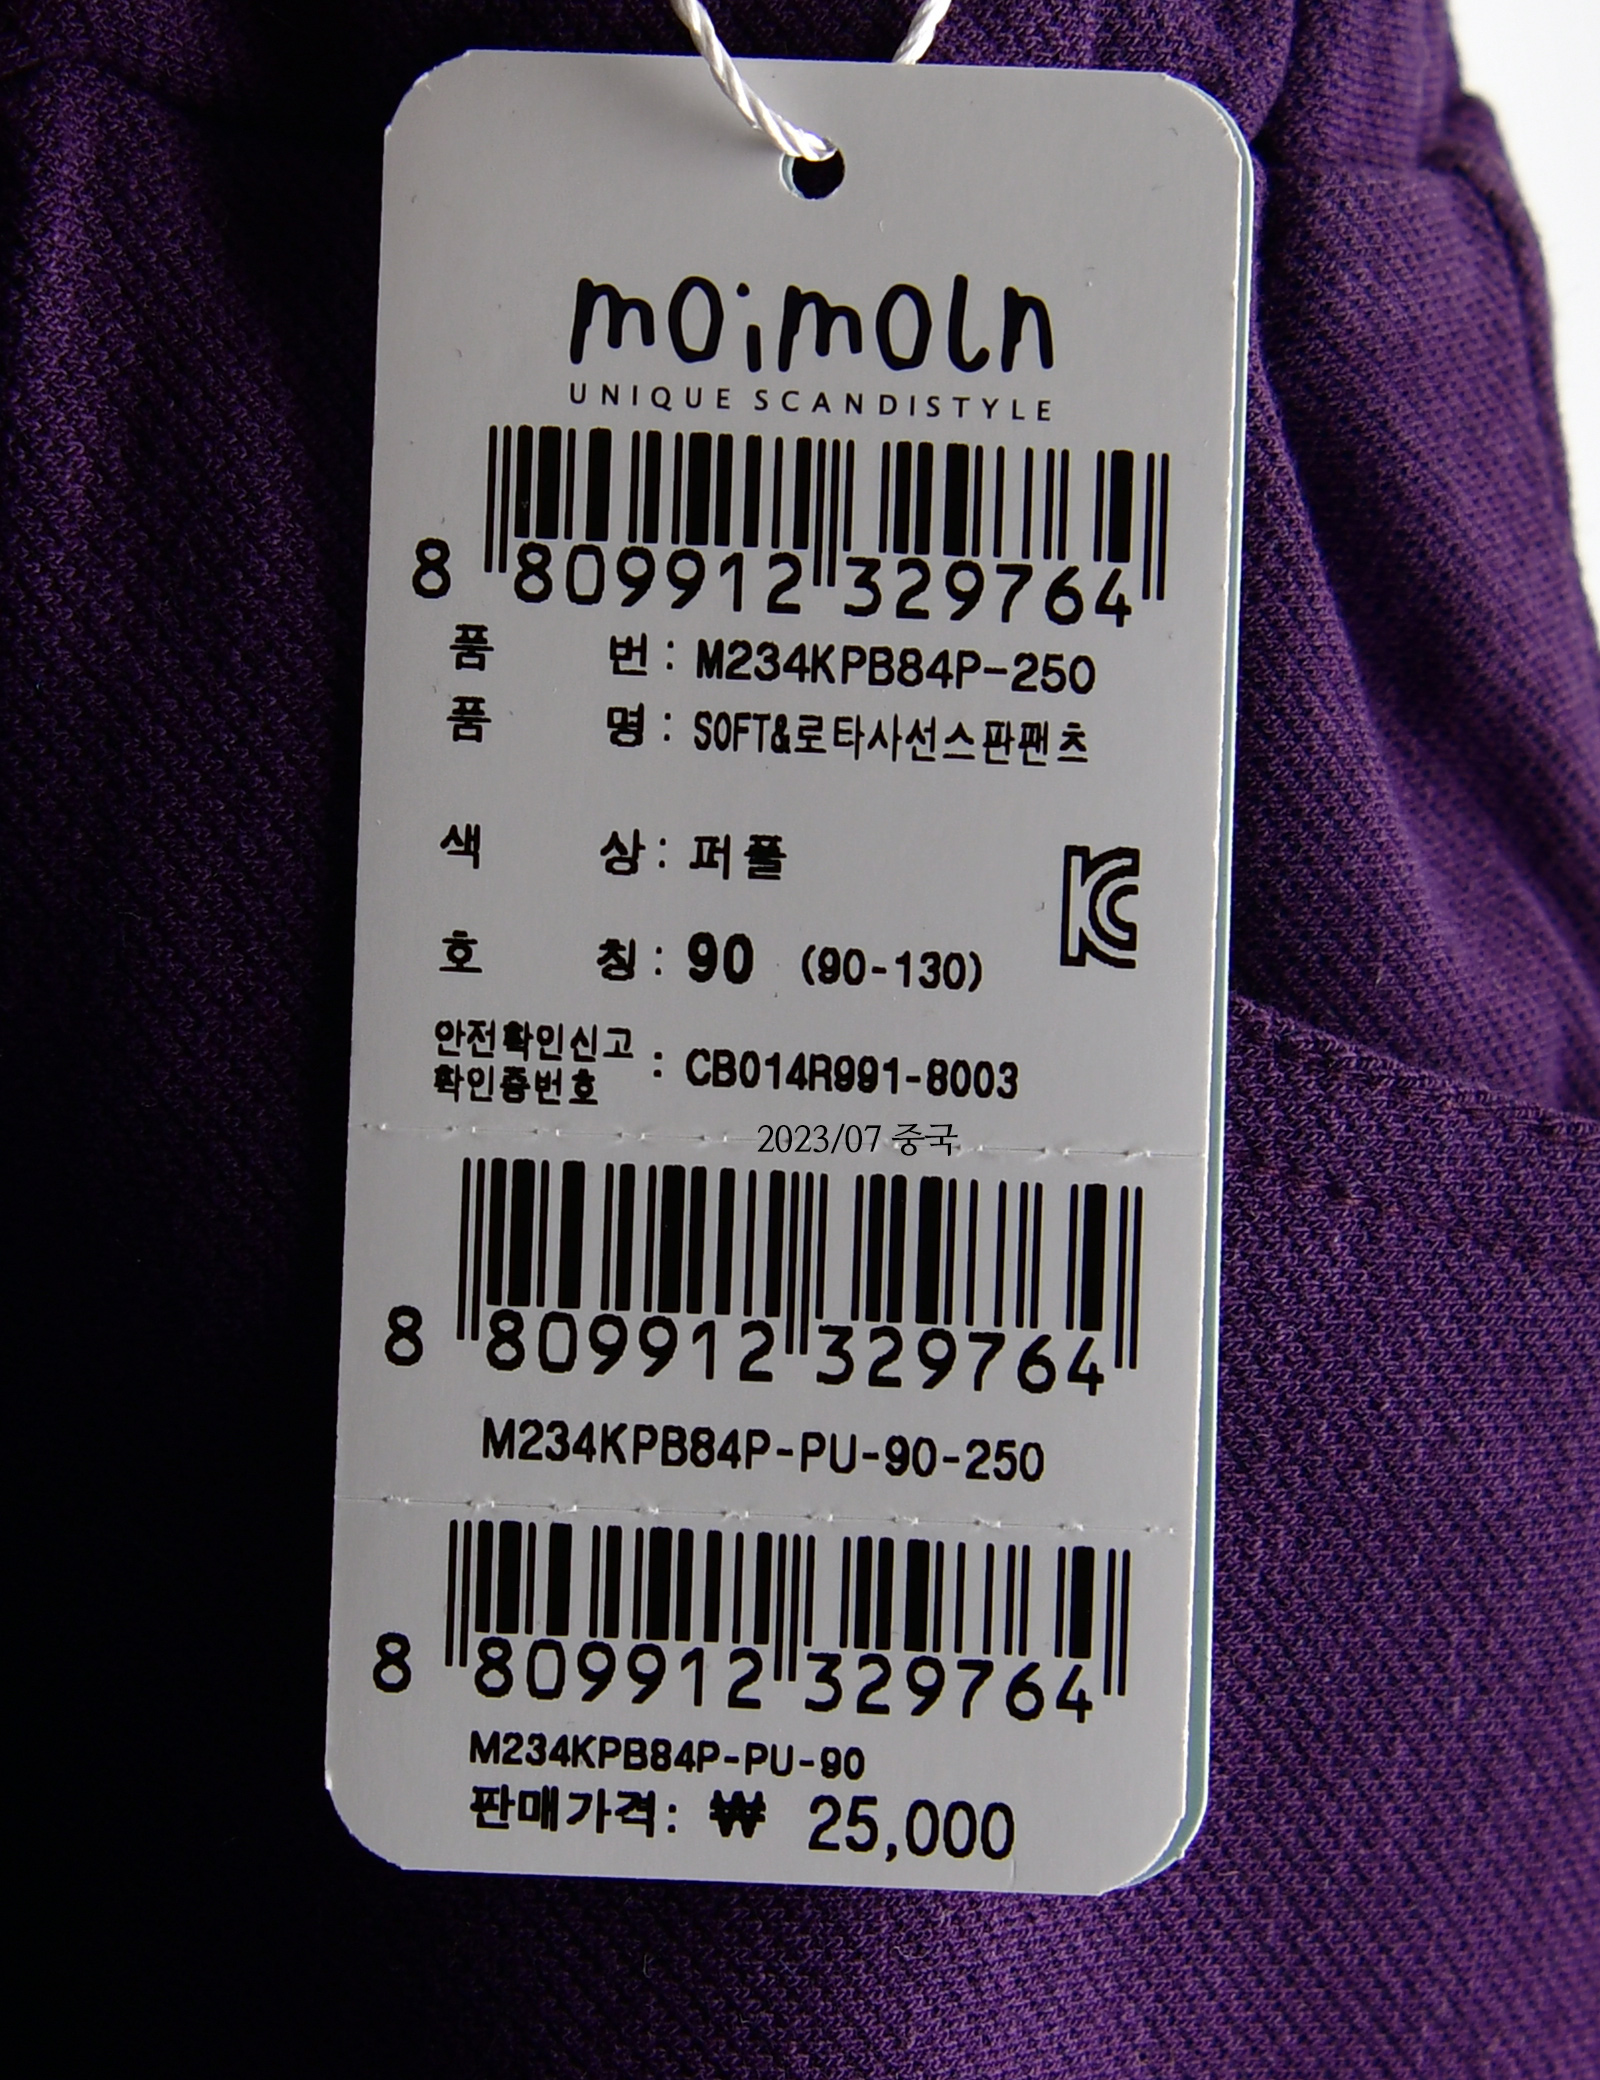 moimoln
UNIQUE SCANDISTYLE
8 809912 329764
품 번 : M234KPB84P-250
품 명 : SOFT&로타사선스판팬츠
색 상 : 퍼플
KC
호 칭 : 90 (90-130)
안전확인신고
확인증번호 : CB014R991-8003
2023/07 중국
8 809912 329764
M234KPB84P-PU-90-250
8 809912 329764
M234KPB84P-PU-90
판매가격: ₩ 25,000